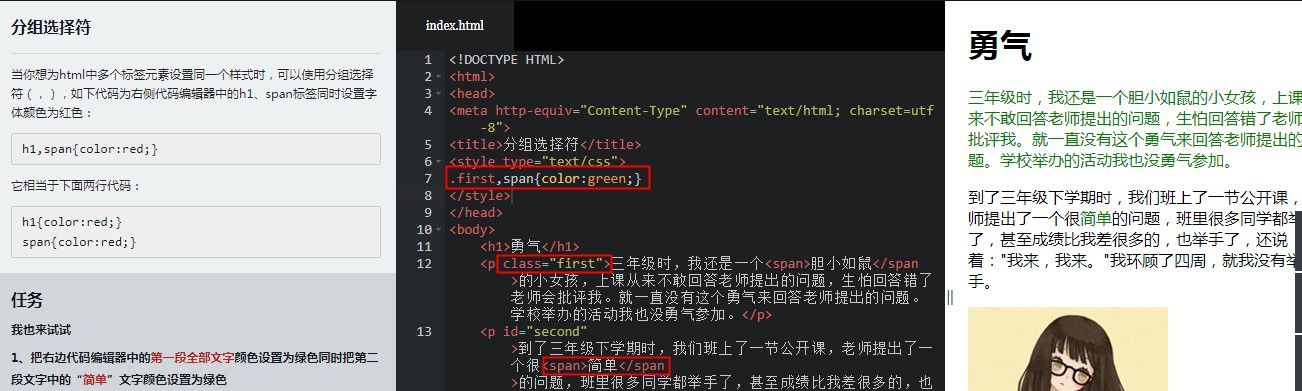 分组选择符
当你想为html中多个标签元素设置同一个样式时，可以使用分组选择
符（，），如下代码为右侧代码编辑器中的h1、span标签同时设置字
体颜色为红色：
h1,span{color:red;}
它相当于下面两行代码：
h1{color:red;}
span{color:red;}
任务
我也来试试
1、把右边代码编辑器中的第一段全部文字颜色设置为绿色同时把第二
段文字中的“简单”文字颜色设置为绿色
index.html
1 <!DOCTYPE HTML>
2 <html>
3 <head>
4 <meta http-equiv="Content-Type" content="text/html; charset=utf
-8">
5 <title>分组选择符</title>
6 <style type="text/css">
7 .first,span{color:green;}
8 </style>
9 </head>
10 <body>
11 <h1>勇气</h1>
12 <p class="first">三年级时，我还是一个<span>胆小如鼠</span
>的小女孩，上课从来不敢回答老师提出的问题，生怕回答错了
老师会批评我。就一直没有这个勇气来回答老师提出的问题。
学校举办的活动我也没勇气参加。</p>
13 <p id="second"
>到了三年级下学期时，我们班上了一节公开课，老师提出了一
个很<span>简单</span
>的问题，班里很多同学都举手了，甚至成绩比我差很多的，也
勇气
三年级时，我还是一个胆小如鼠的小女孩，上课
来不敢回答老师提出的问题，生怕回答错了老师
批评我。就一直没有这个勇气来回答老师提出的
题。学校举办的活动我也没勇气参加。
到了三年级下学期时，我们班上了一节公开课，
师提出了一个很简单的问题，班里很多同学都举
了，甚至成绩比我差很多的，也举手了，还说
着："我来，我来。"我环顾了四周，就我没有举
手。